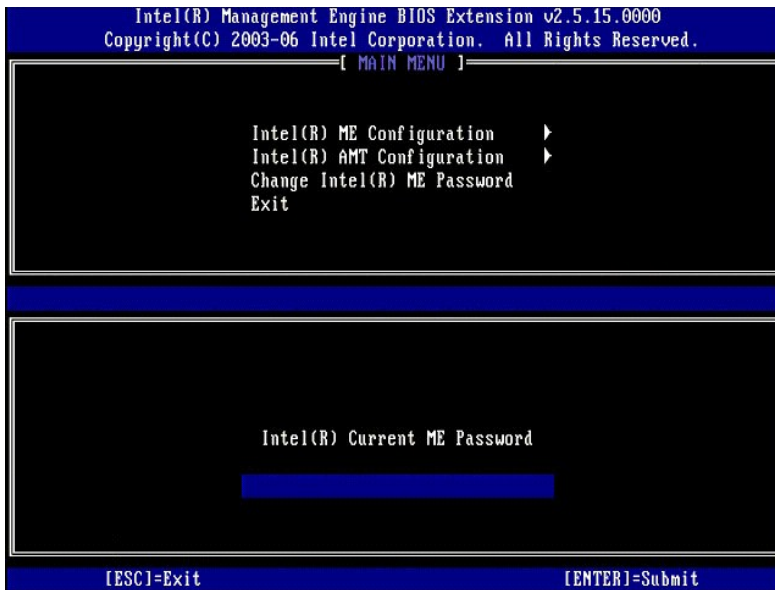 Intel(R) Management Engine BIOS Extension v2.5.15.0000
Copyright(C) 2003-06 Intel Corporation. All Rights Reserved.
[ MAIN MENU ]
Intel(R) ME Configuration
Intel(R) AMT Configuration
Change Intel(R) ME Password
Exit
Intel(R) Current ME Password
[ESC]=Exit [ENTER]=Submit